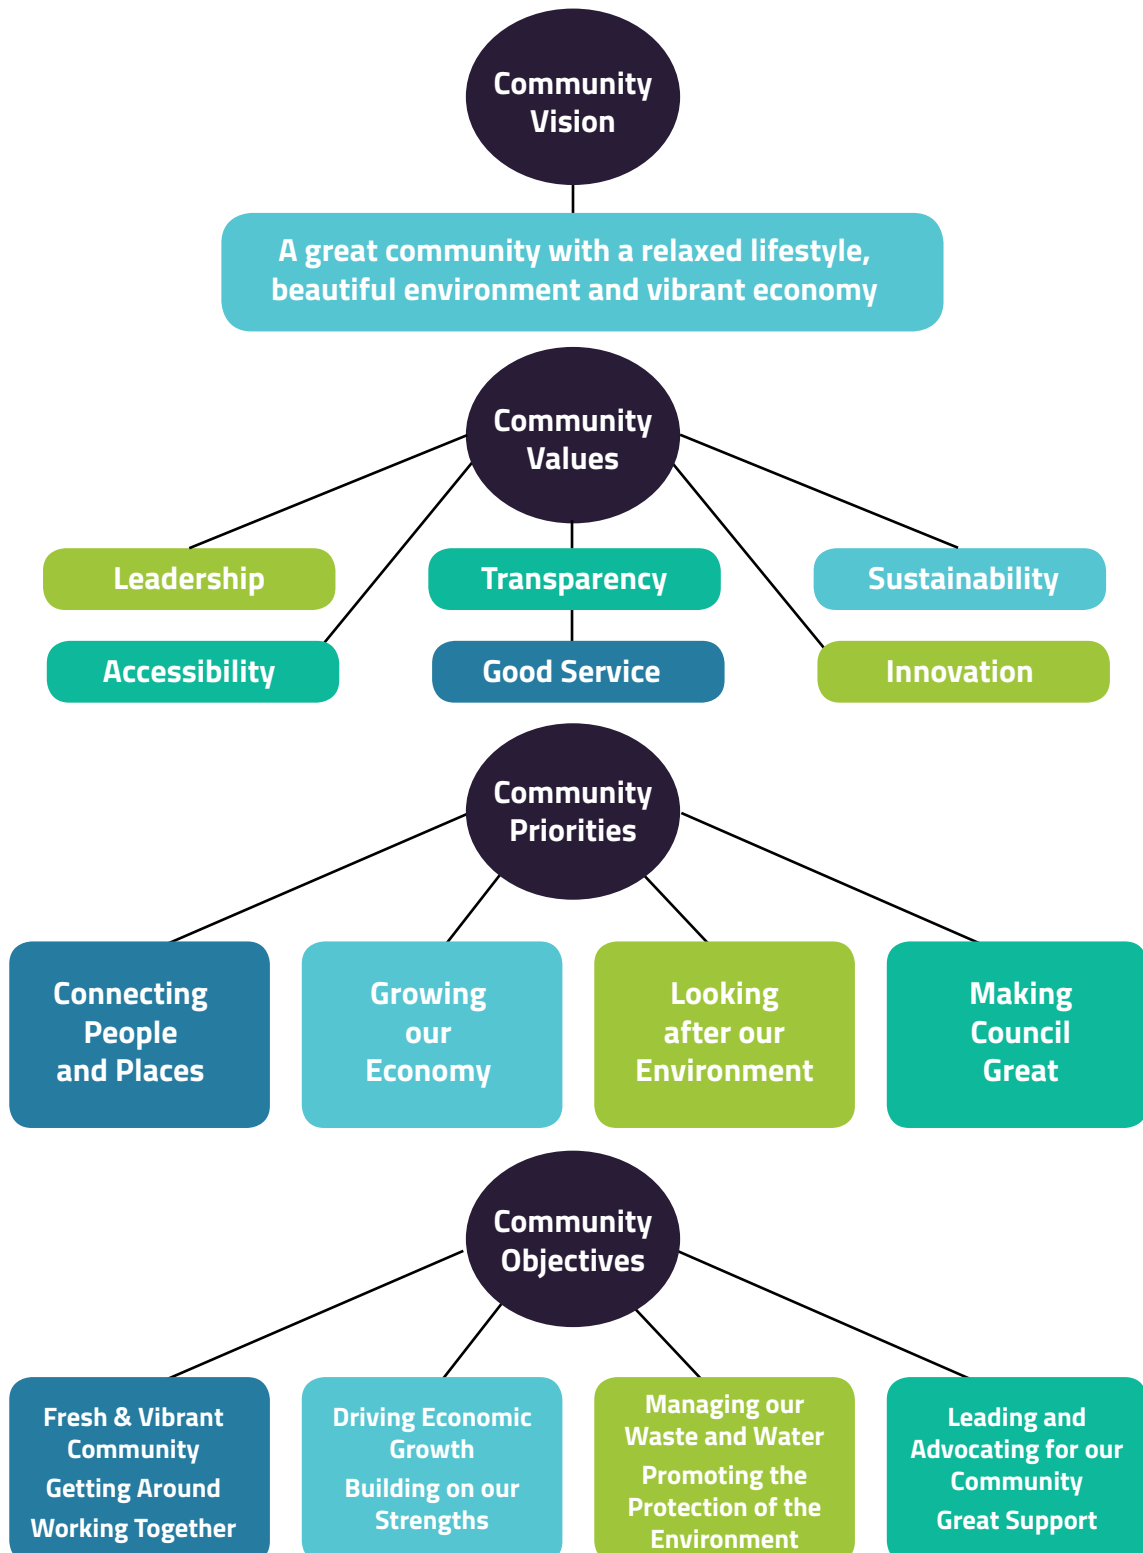 Community
Vision
A great community with a relaxed lifestyle,
beautiful environment and vibrant economy
Community
Values
Leadership
Transparency
Sustainability
Accessibility
Good Service
Innovation
Community
Priorities
Connecting
People
and Places
Growing
our
Economy
Looking
after our
Environment
Making
Council
Great
Community
Objectives
Fresh & Vibrant
Community
Getting Around
Working Together
Driving Economic
Growth
Building on our
Strengths
Managing our
Waste and Water
Promoting the
Protection of the
Environment
Leading and
Advocating for our
Community
Great Support